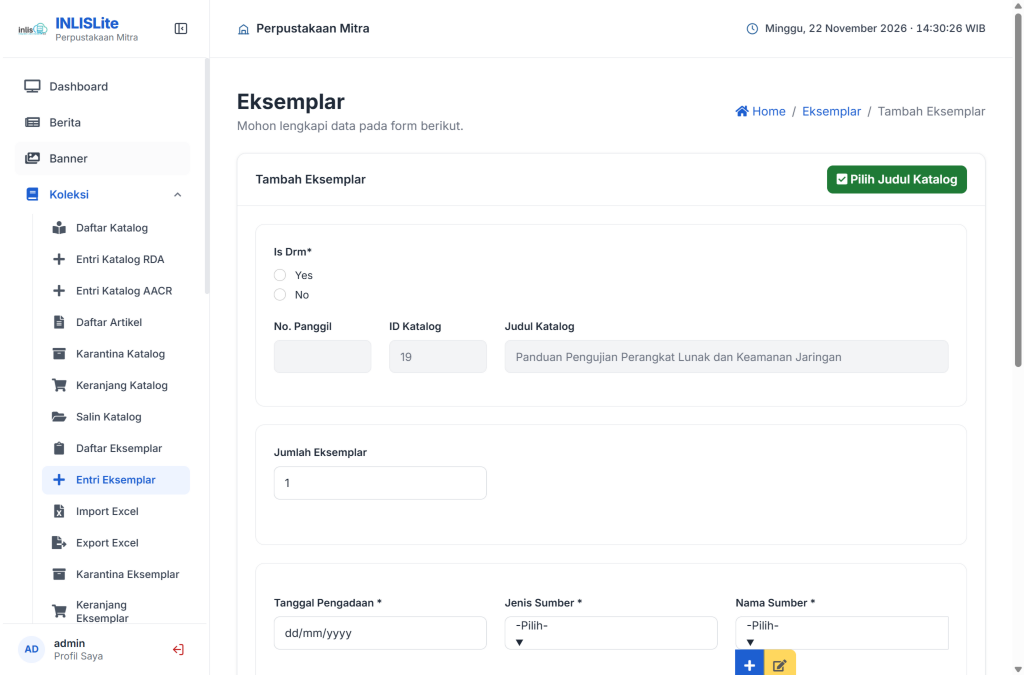 inlis
INLISLite
Perpustakaan Mitra
Perpustakaan Mitra
Minggu, 22 November 2026 · 14:30:26 WIB
Dashboard
Berita
Banner
Koleksi
Daftar Katalog
Entri Katalog RDA
Entri Katalog AACR
Daftar Artikel
Karantina Katalog
Keranjang Katalog
Salin Katalog
Daftar Eksemplar
Entri Eksemplar
Import Excel
Export Excel
Karantina Eksemplar
Keranjang
Eksemplar
AD
admin
Profil Saya
Eksemplar
Mohon lengkapi data pada form berikut.
Home / Eksemplar / Tambah Eksemplar
Tambah Eksemplar
Pilih Judul Katalog
Is Drm*
Yes
No
No. Panggil
ID Katalog
Judul Katalog
19
Panduan Pengujian Perangkat Lunak dan Keamanan Jaringan
Jumlah Eksemplar
1
Tanggal Pengadaan *
Jenis Sumber *
Nama Sumber *
dd/mm/yyyy
-Pilih-
-Pilih-